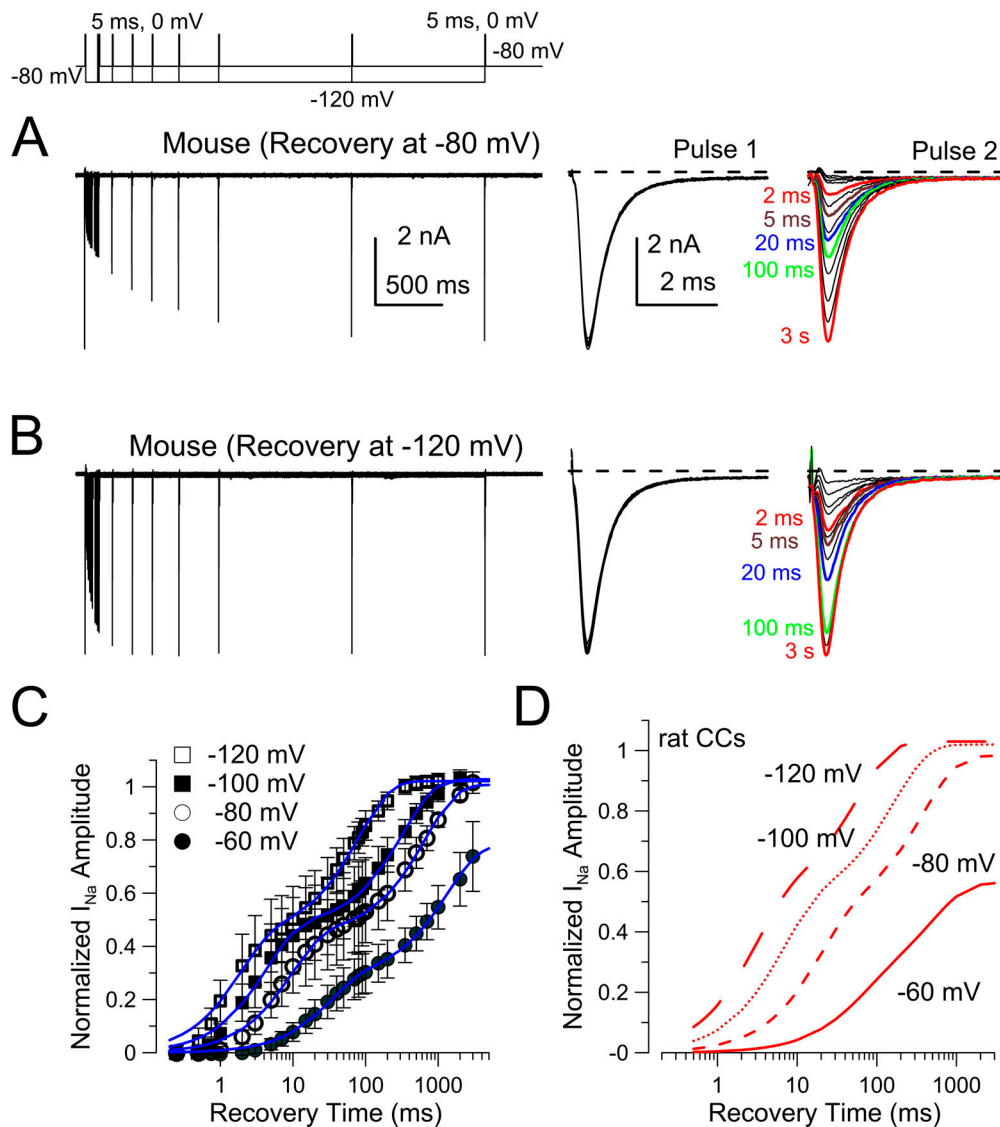 5 ms, 0 mV
5 ms, 0 mV
-80 mV
-80 mV
-120 mV
A
Mouse (Recovery at -80 mV)
Pulse 1
Pulse 2
2 nA
500 ms
2 nA
2 ms
2 ms
5 ms
20 ms
100 ms
3 s
B
Mouse (Recovery at -120 mV)
2 ms
5 ms
20 ms
100 ms
3 s
C
-120 mV
-100 mV
-80 mV
-60 mV
Normalized INa Amplitude
1
0.8
0.6
0.4
0.2
0
1
10
100
1000
Recovery Time (ms)
D
rat CCs
-120 mV
-100 mV
-80 mV
-60 mV
Normalized INa Amplitude
1
0.8
0.6
0.4
0.2
-0
1
10
100
1000
Recovery Time (ms)